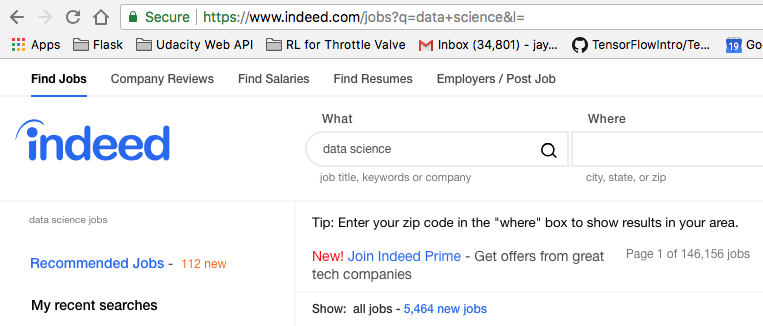 Secure https://www.indeed.com/jobs?q=data+science&l=
Apps Flask Udacity Web API RL for Throttle Valve Inbox (34,801) - jay... TensorFlowIntro/Te... 19 Go
Find Jobs Company Reviews Find Salaries Find Resumes Employers / Post Job
What Where
indeed
data science
job title, keywords or company city, state, or zip
data science jobs
Tip: Enter your zip code in the "where" box to show results in your area.
Recommended Jobs - 112 new
New! Join Indeed Prime - Get offers from great
tech companies
Page 1 of 146,156 jobs
My recent searches
Show: all jobs - 5,464 new jobs